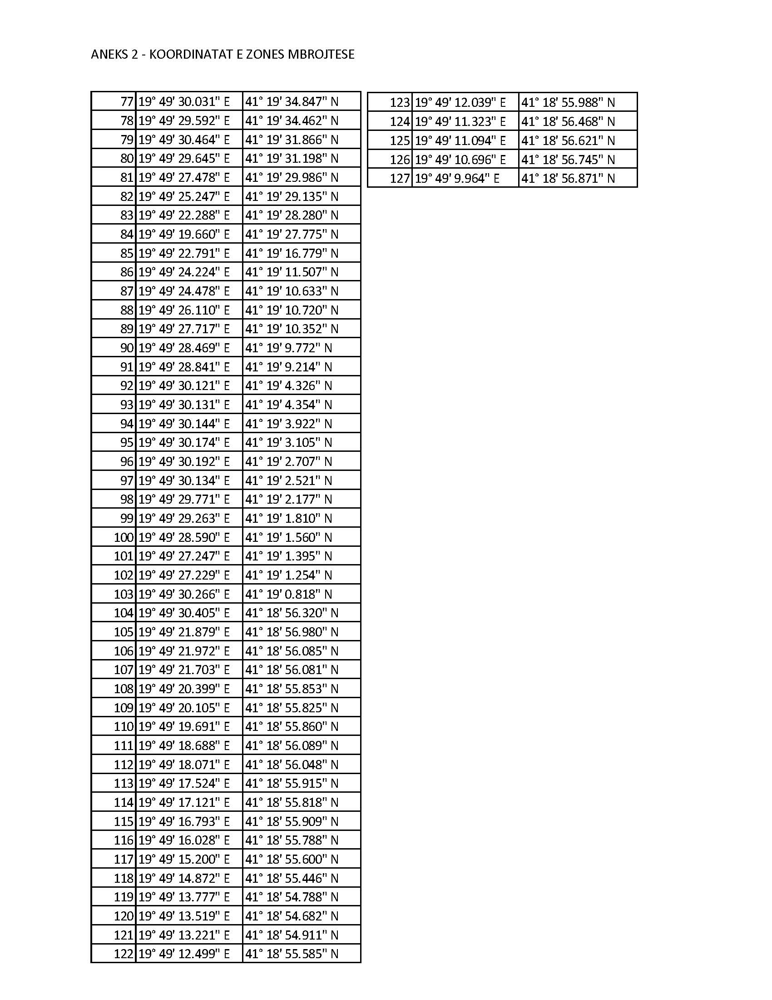 ANEKS 2 - KOORDINATAT E ZONES MBROJTESE
77 19° 49' 30.031" E 41° 19' 34.847" N
78 19° 49' 29.592" E 41° 19' 34.462" N
79 19° 49' 30.464" E 41° 19' 31.866" N
80 19° 49' 29.645" E 41° 19' 31.198" N
81 19° 49' 27.478" E 41° 19' 29.986" N
82 19° 49' 25.247" E 41° 19' 29.135" N
83 19° 49' 22.288" E 41° 19' 28.280" N
84 19° 49' 19.660" E 41° 19' 27.775" N
85 19° 49' 22.791" E 41° 19' 16.779" N
86 19° 49' 24.224" E 41° 19' 11.507" N
87 19° 49' 24.478" E 41° 19' 10.633" N
88 19° 49' 26.110" E 41° 19' 10.720" N
89 19° 49' 27.717" E 41° 19' 10.352" N
90 19° 49' 28.469" E 41° 19' 9.772" N
91 19° 49' 28.841" E 41° 19' 9.214" N
92 19° 49' 30.121" E 41° 19' 4.326" N
93 19° 49' 30.131" E 41° 19' 4.354" N
94 19° 49' 30.144" E 41° 19' 3.922" N
95 19° 49' 30.174" E 41° 19' 3.105" N
96 19° 49' 30.192" E 41° 19' 2.707" N
97 19° 49' 30.134" E 41° 19' 2.521" N
98 19° 49' 29.771" E 41° 19' 2.177" N
99 19° 49' 29.263" E 41° 19' 1.810" N
100 19° 49' 28.590" E 41° 19' 1.560" N
101 19° 49' 27.247" E 41° 19' 1.395" N
102 19° 49' 27.229" E 41° 19' 1.254" N
103 19° 49' 30.266" E 41° 19' 0.818" N
104 19° 49' 30.405" E 41° 18' 56.320" N
105 19° 49' 21.879" E 41° 18' 56.980" N
106 19° 49' 21.972" E 41° 18' 56.085" N
107 19° 49' 21.703" E 41° 18' 56.081" N
108 19° 49' 20.399" E 41° 18' 55.853" N
109 19° 49' 20.105" E 41° 18' 55.825" N
110 19° 49' 19.691" E 41° 18' 55.860" N
111 19° 49' 18.688" E 41° 18' 56.089" N
112 19° 49' 18.071" E 41° 18' 56.048" N
113 19° 49' 17.524" E 41° 18' 55.915" N
114 19° 49' 17.121" E 41° 18' 55.818" N
115 19° 49' 16.793" E 41° 18' 55.909" N
116 19° 49' 16.028" E 41° 18' 55.788" N
117 19° 49' 15.200" E 41° 18' 55.600" N
118 19° 49' 14.872" E 41° 18' 55.446" N
119 19° 49' 13.777" E 41° 18' 54.788" N
120 19° 49' 13.519" E 41° 18' 54.682" N
121 19° 49' 13.221" E 41° 18' 54.911" N
122 19° 49' 12.499" E 41° 18' 55.585" N
123 19° 49' 12.039" E 41° 18' 55.988" N
124 19° 49' 11.323" E 41° 18' 56.468" N
125 19° 49' 11.094" E 41° 18' 56.621" N
126 19° 49' 10.696" E 41° 18' 56.745" N
127 19° 49' 9.964" E 41° 18' 56.871" N